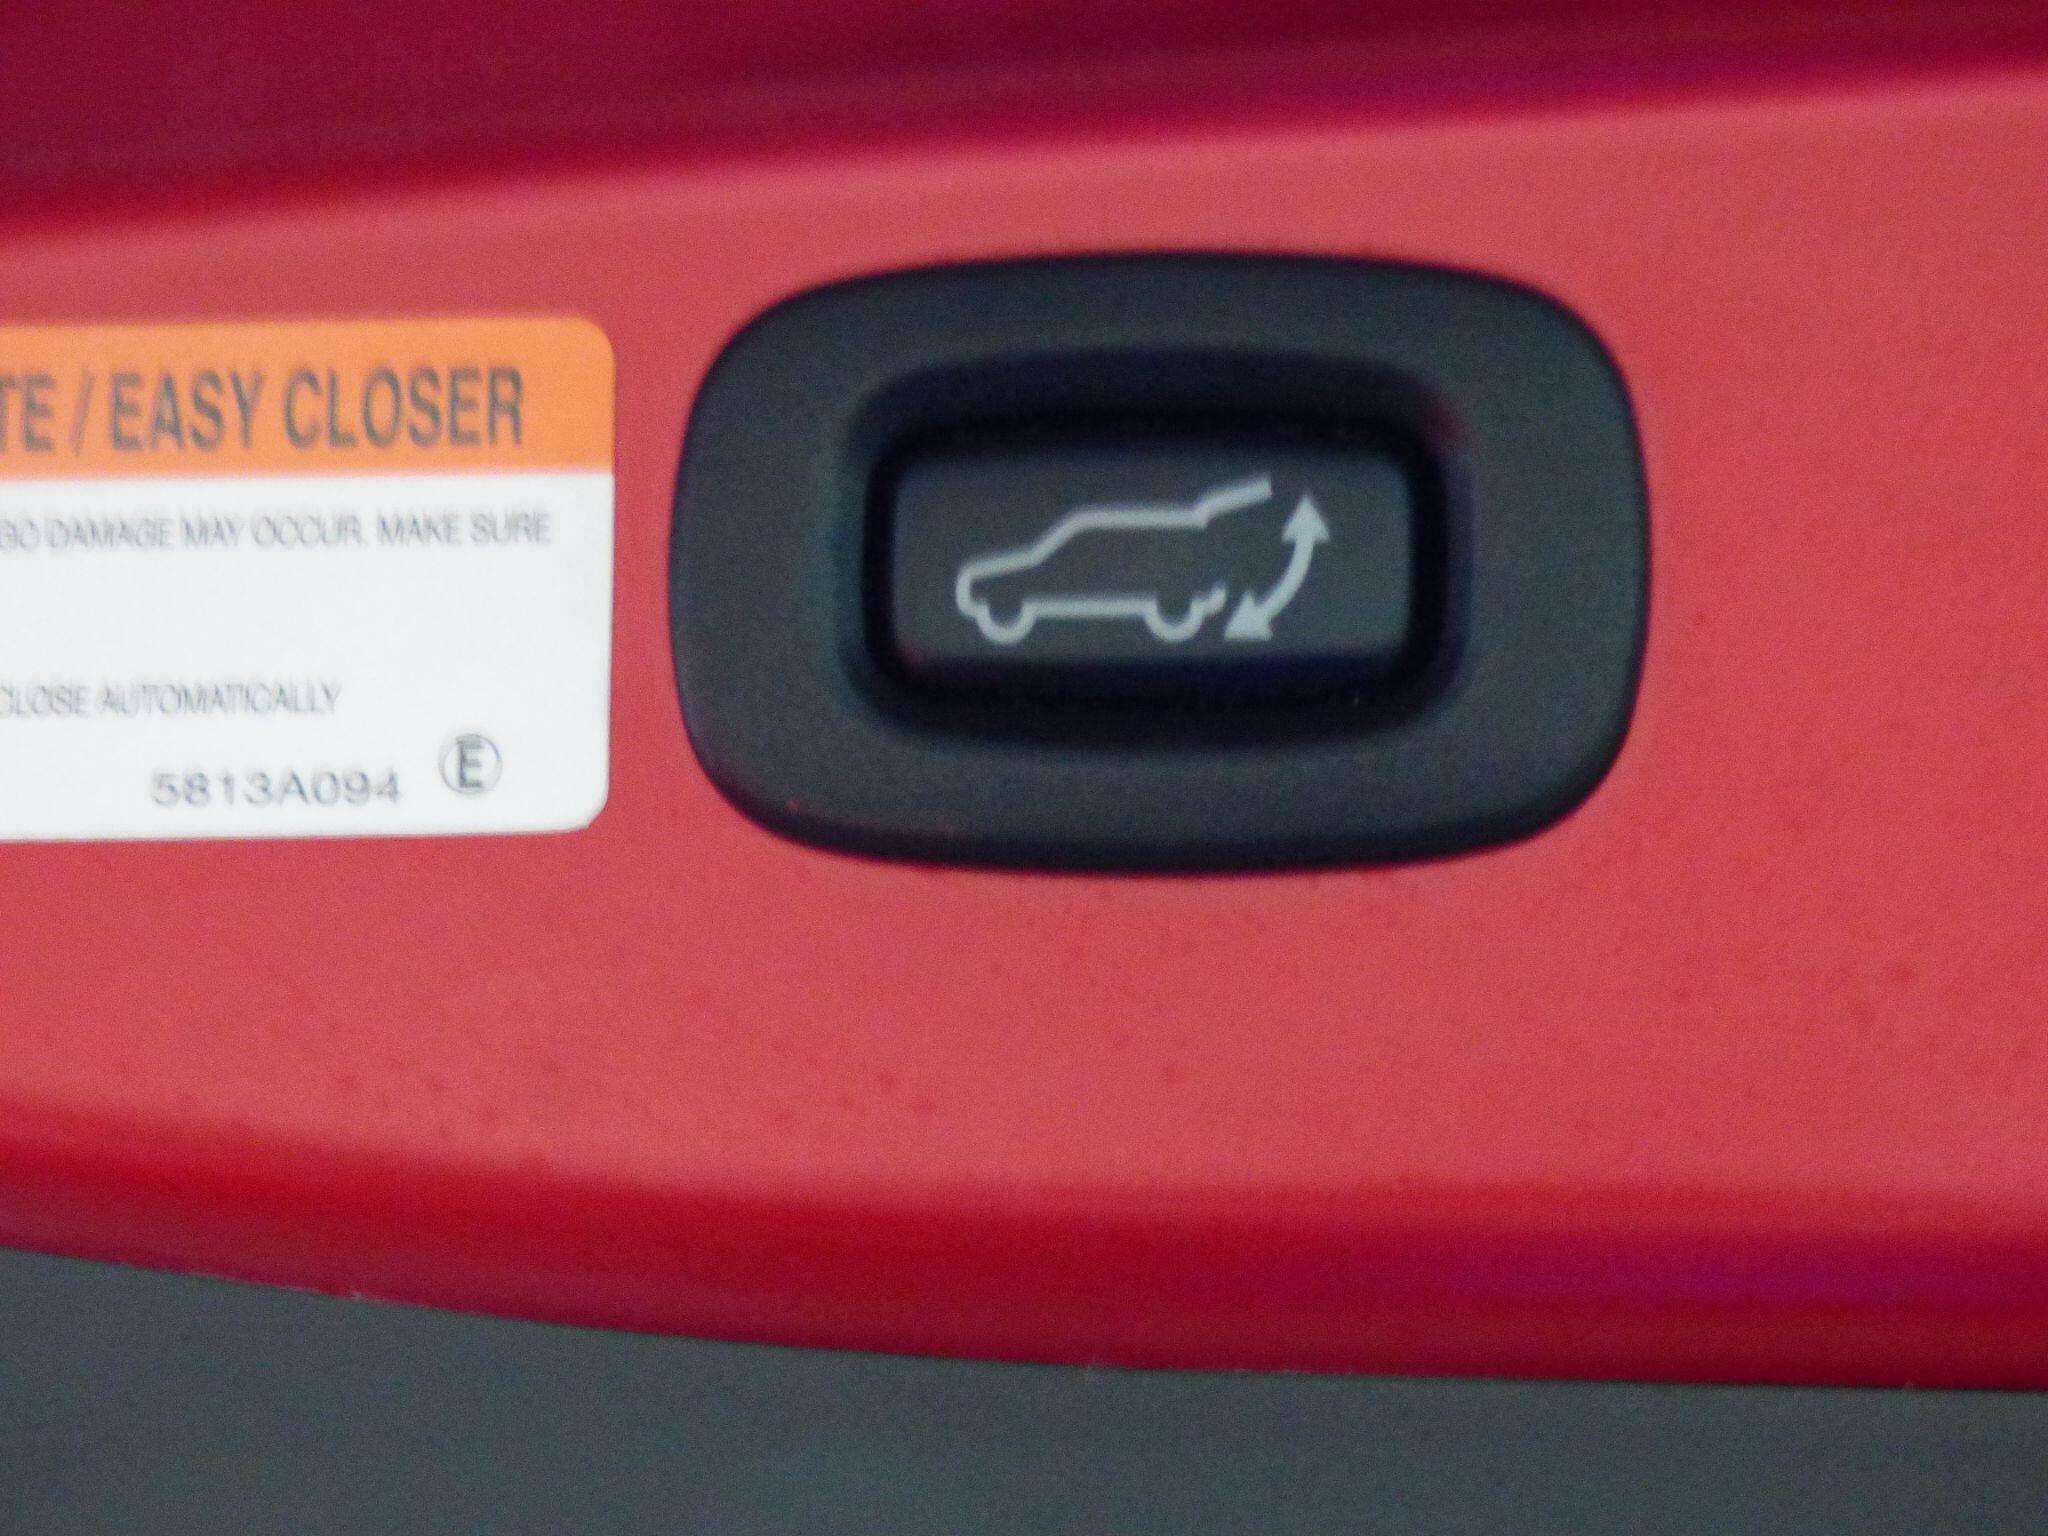 TE / EASY CLOSER
GO DAMAGE MAY OCCUR. MAKE SURE
CLOSE AUTOMATICALLY
5813A094 E